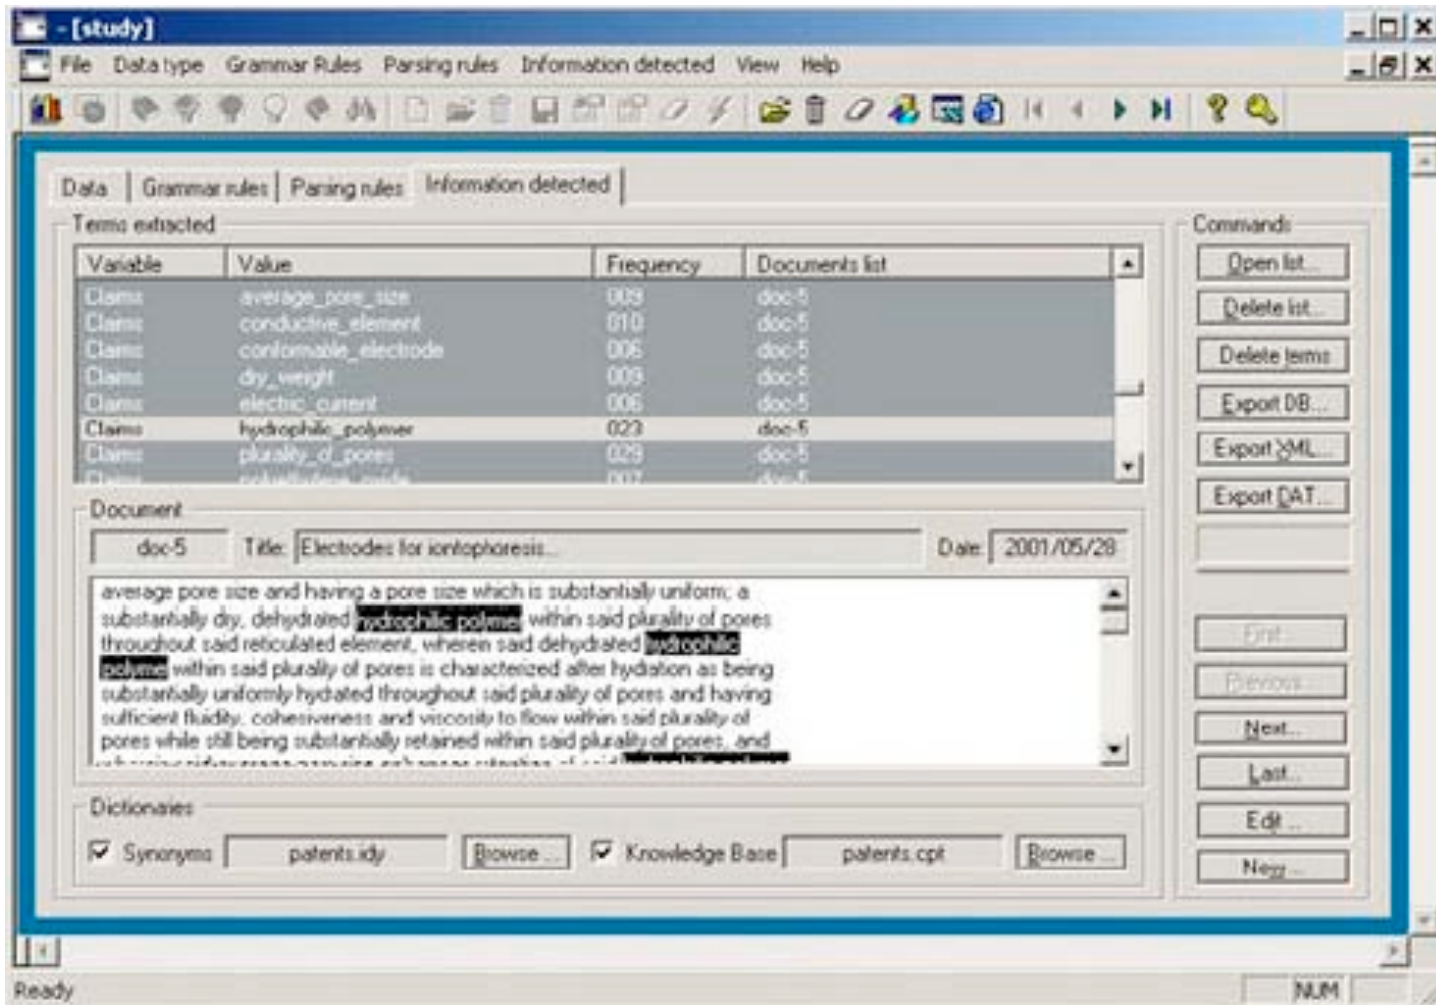 - [study]
File Data type Grammar Rules Parsing rules Information detected View Help
Data Grammar rules Parsing rules Information detected
Terms extracted
Commands
Variable Value Frequency Documents list
Claims average_pore_size 009 doc-5
Claims conductive_element 010 doc-5
Claims conformable_electrode 006 doc-5
Claims dry_weight 009 doc-5
Claims electric_current 006 doc-5
Claims hydrophilic_polymer 023 doc-5
Claims plurality_of_pores 029 doc-5
Open list...
Delete list...
Delete terms
Export DB...
Export XML...
Export DAT...
Document
doc-5 Title: Electrodes for iontophoresis... Date: 2001/05/28
average pore size and having a pore size which is substantially uniform; a
substantially dry, dehydrated hydrophilic polymer within said plurality of pores
throughout said reticulated element, wherein said dehydrated hydrophilic
polymer within said plurality of pores is characterized after hydration as being
substantially uniformly hydrated throughout said plurality of pores and having
sufficient fluidity, cohesiveness and viscosity to flow within said plurality of
pores while still being substantially retained within said plurality of pores, and
First...
Previous...
Next...
Last...
Edit ...
New ...
Dictionaries
Synonyms patents.idy Browse ... Knowledge Base patents.cpt Browse ...
Ready NUM